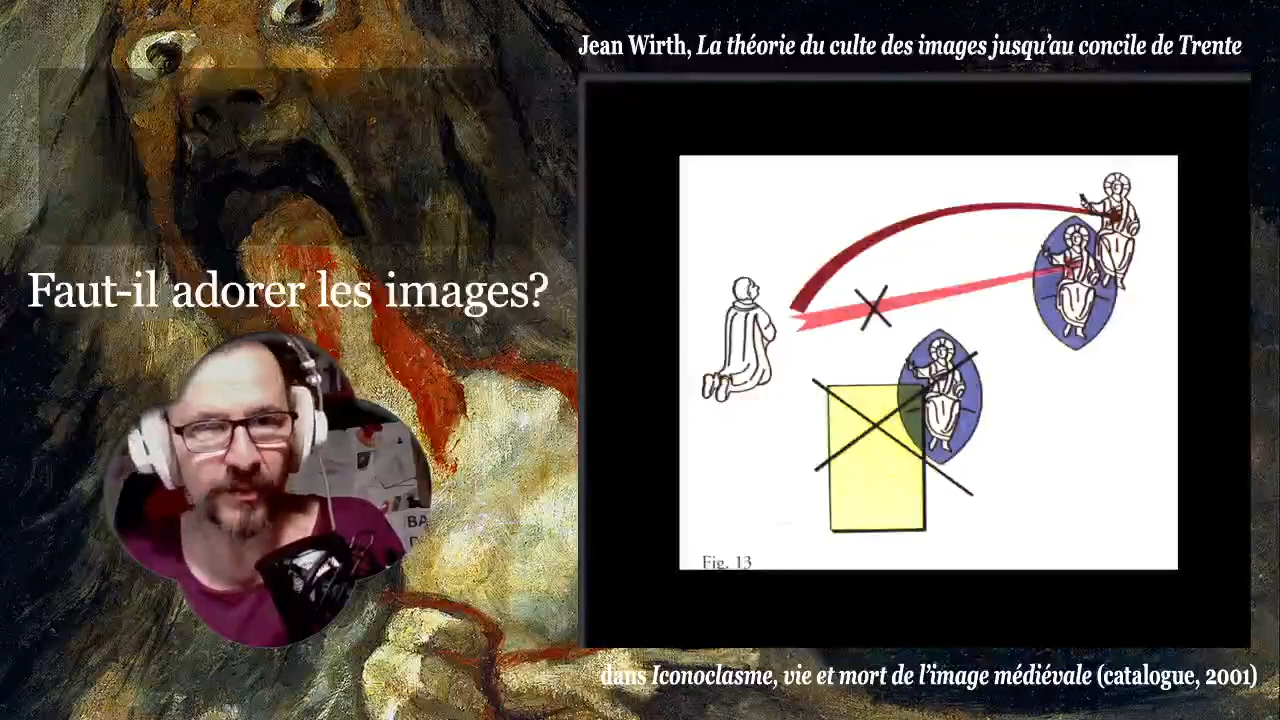 Jean Wirth, La théorie du culte des images jusqu'au concile de Trente
Faut-il adorer les images?
BA
Fig. 13
dans Iconoclasme, vie et mort de l'image médiévale (catalogue, 2001)